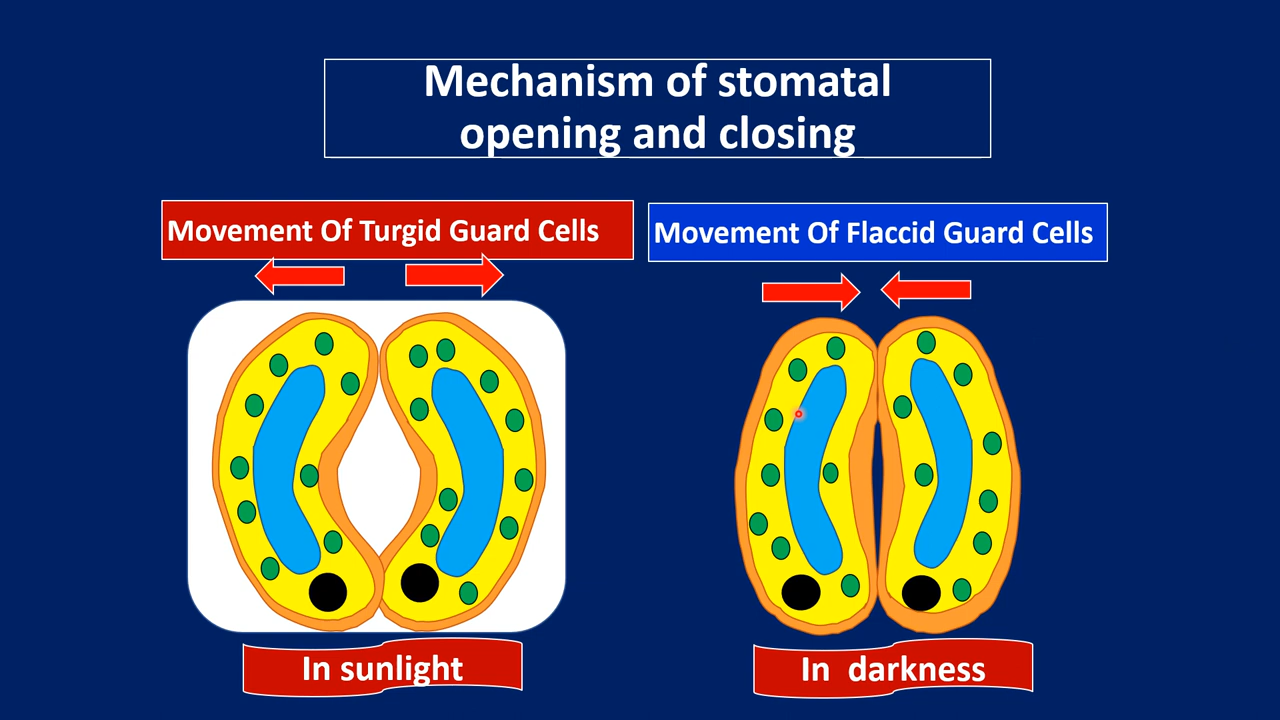 Mechanism of stomatal
opening and closing
Movement Of Turgid Guard Cells
Movement Of Flaccid Guard Cells
In sunlight
In darkness